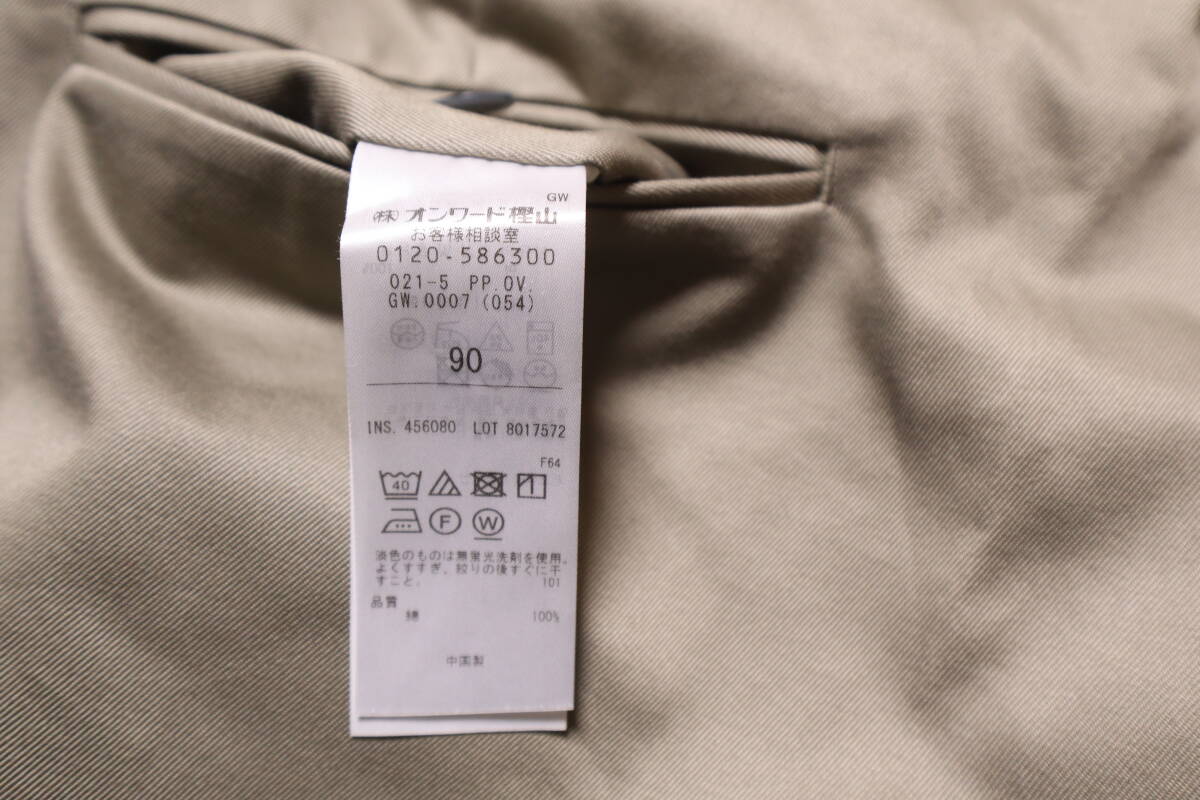 GW
㈱オンワード樫山
お客様相談室
0120-586300
021-5 PP.OV.
GW.0007 (054)
90
INS. 456080 LOT 8017572
F64
40
F W
淡色のものは無蛍光洗剤を使用。
よくすすぎ、絞りの後すぐに干
すこと。 101
品質
綿 100%
中国製